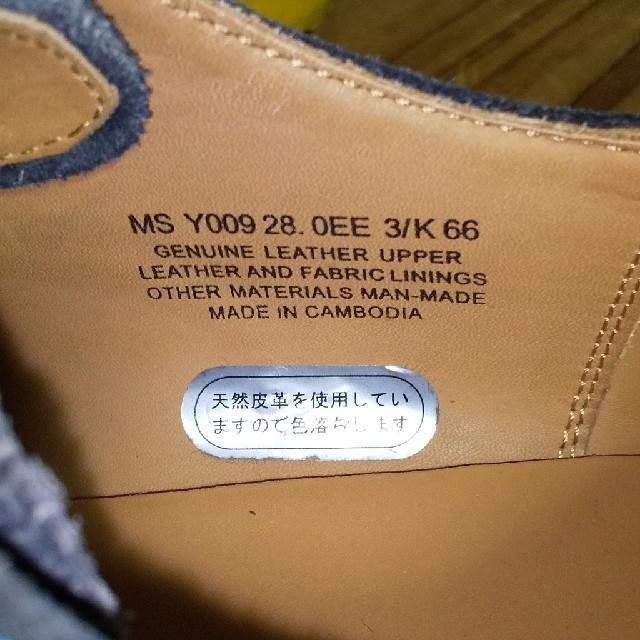 MS Y009 28.0EE 3/K 66
GENUINE LEATHER UPPER
LEATHER AND FABRIC LININGS
OTHER MATERIALS MAN-MADE
MADE IN CAMBODIA
天然皮革を使用してい
ますので色落ちします